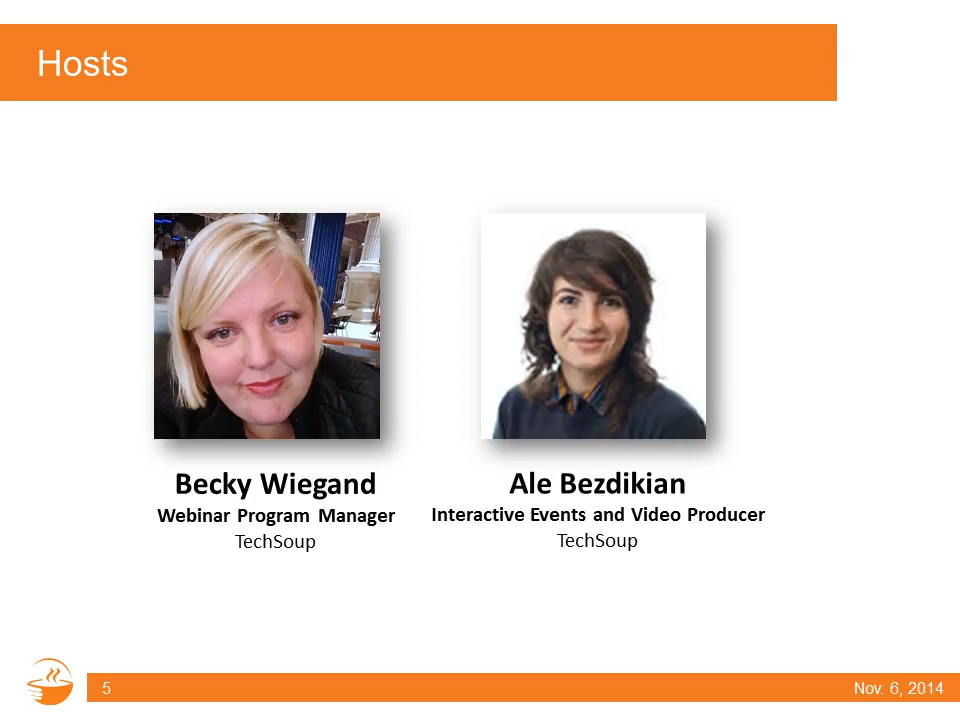 Hosts
Becky Wiegand
Webinar Program Manager
TechSoup
Ale Bezdikian
Interactive Events and Video Producer
TechSoup
5
Nov. 6, 2014